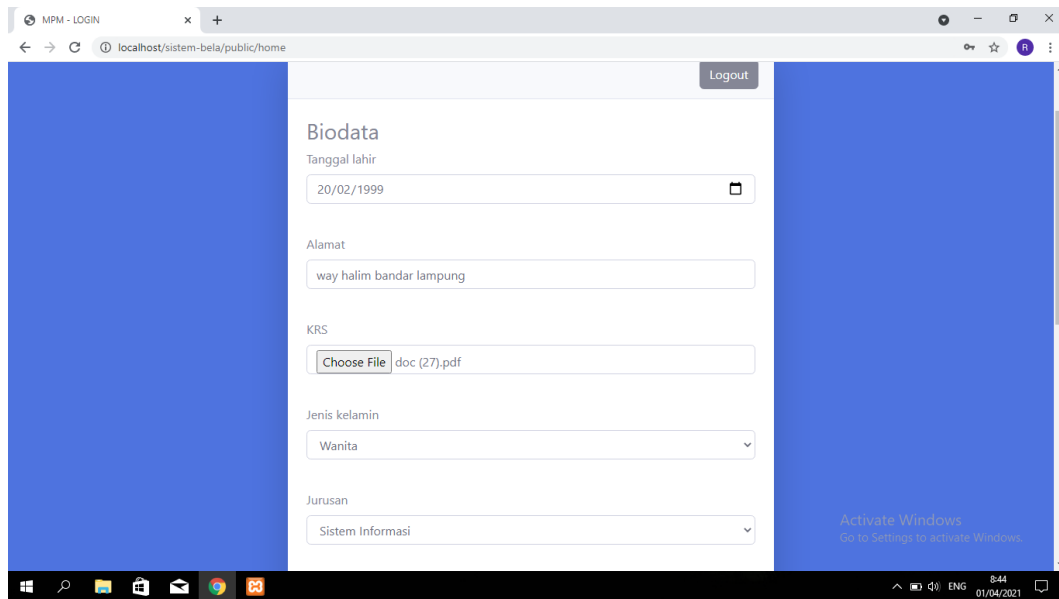 MPM - LOGIN
localhost/sistem-bela/public/home
R
Logout
Biodata
Tanggal lahir
20/02/1999
Alamat
way halim bandar lampung
KRS
Choose File doc (27).pdf
Jenis kelamin
Wanita
Jurusan
Sistem Informasi
Activate Windows
Go to Settings to activate Windows.
ENG
8:44
01/04/2021